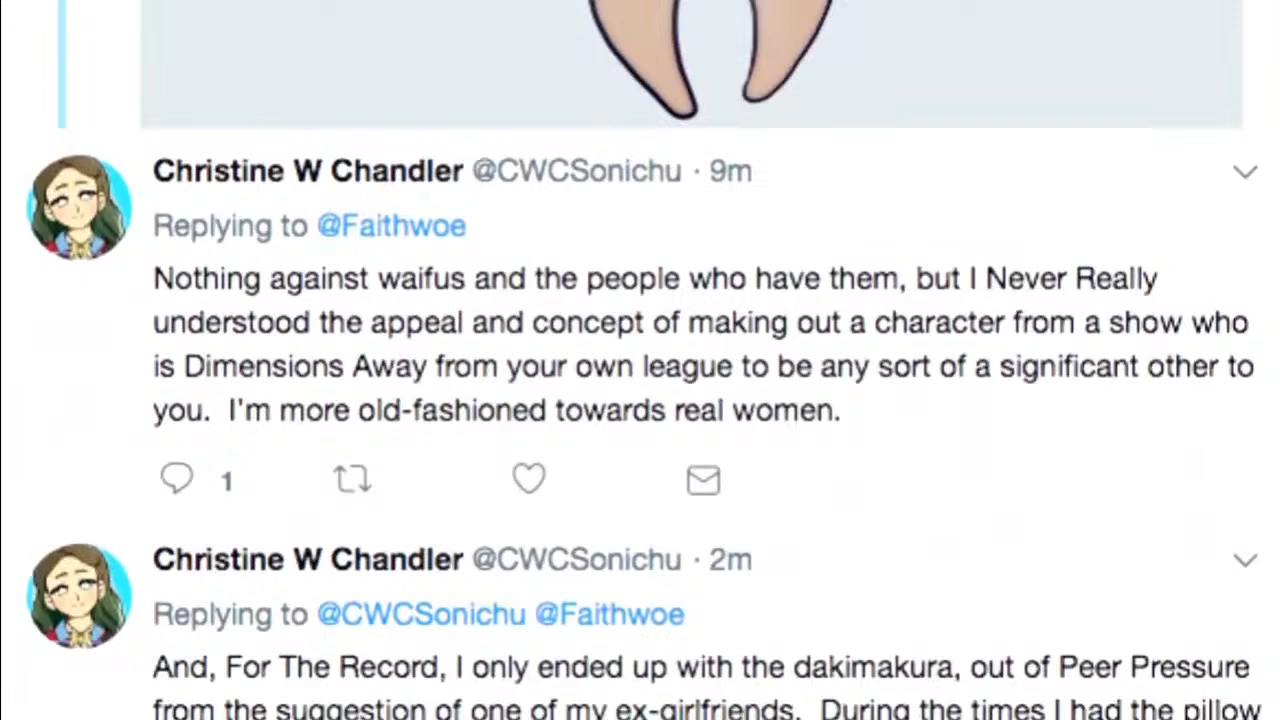 Christine W Chandler @CWCSonichu · 9m
Replying to @Faithwoe
Nothing against waifus and the people who have them, but I Never Really
understood the appeal and concept of making out a character from a show who
is Dimensions Away from your own league to be any sort of a significant other to
you.  I'm more old-fashioned towards real women.
1
Christine W Chandler @CWCSonichu · 2m
Replying to @CWCSonichu @Faithwoe
And, For The Record, I only ended up with the dakimakura, out of Peer Pressure
from the suggestion of one of my ex-girlfriends.  During the times I had the pillow